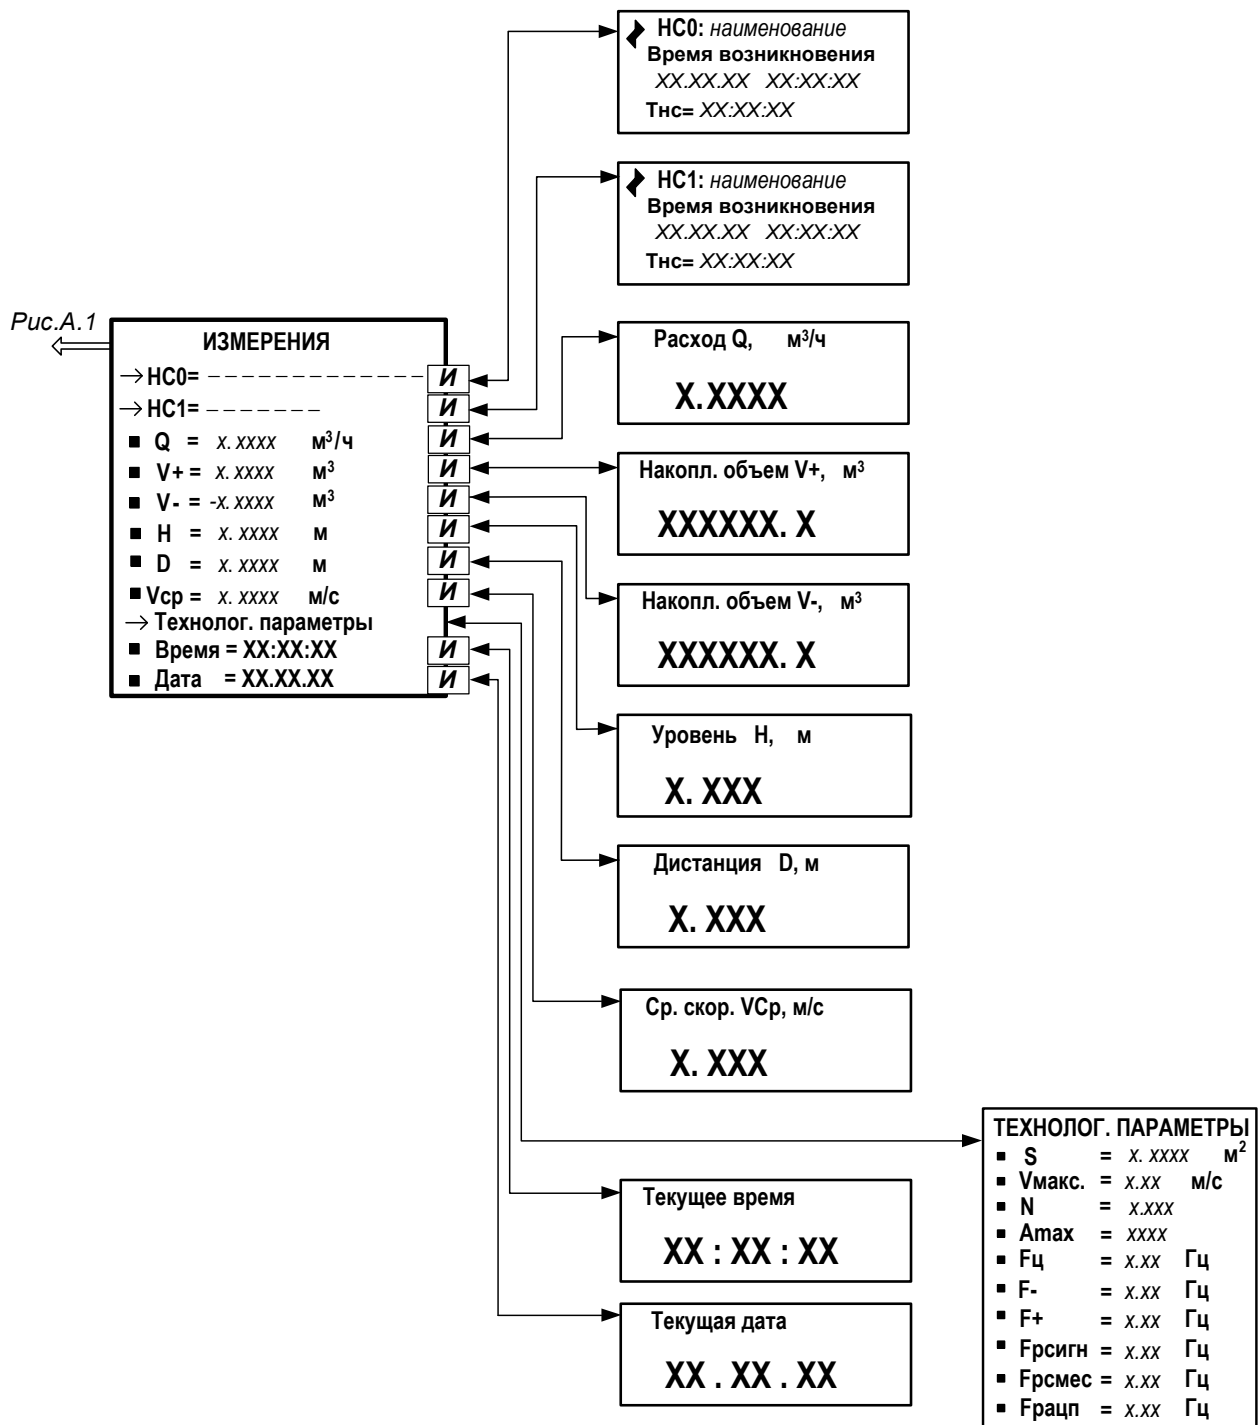 НС0: наименование
Время возникновения
XX.XX.XX XX:XX:XX
Тнс= XX:XX:XX
НС1: наименование
Время возникновения
XX.XX.XX XX:XX:XX
Тнс= XX:XX:XX
Рис.А.1
ИЗМЕРЕНИЯ
→НС0= – – – – – – – – – – – – – – – И
→НС1= – – – – – – – И
▪ Q = x. xxxx м³/ч И
▪ V+ = x. xxxx м³ И
▪ V- = -x. xxxx м³ И
▪ H = x. xxxx м И
▪ D = x. xxxx м И
▪ Vср = x. xxxx м/с И
→ Технолог. параметры
▪ Время = XX:XX:XX И
▪ Дата = XX.XX.XX И
Расход Q, м³/ч
X.XXXX
Накопл. объем V+, м³
XXXXXX. X
Накопл. объем V-, м³
XXXXXX. X
Уровень H, м
X. XXX
Дистанция D, м
X. XXX
Ср. скор. VСр, м/с
X. XXX
ТЕХНОЛОГ. ПАРАМЕТРЫ
▪ S = x. xxxx м²
▪ Vмакс. = x.xx м/с
▪ N = x.xxx
▪ Amax = xxxx
▪ Fц = x.xx Гц
▪ F- = x.xx Гц
▪ F+ = x.xx Гц
▪ Fрсигн = x.xx Гц
▪ Fрсмес = x.xx Гц
▪ Fрацп = x.xx Гц
Текущее время
XX : XX : XX
Текущая дата
XX . XX . XX